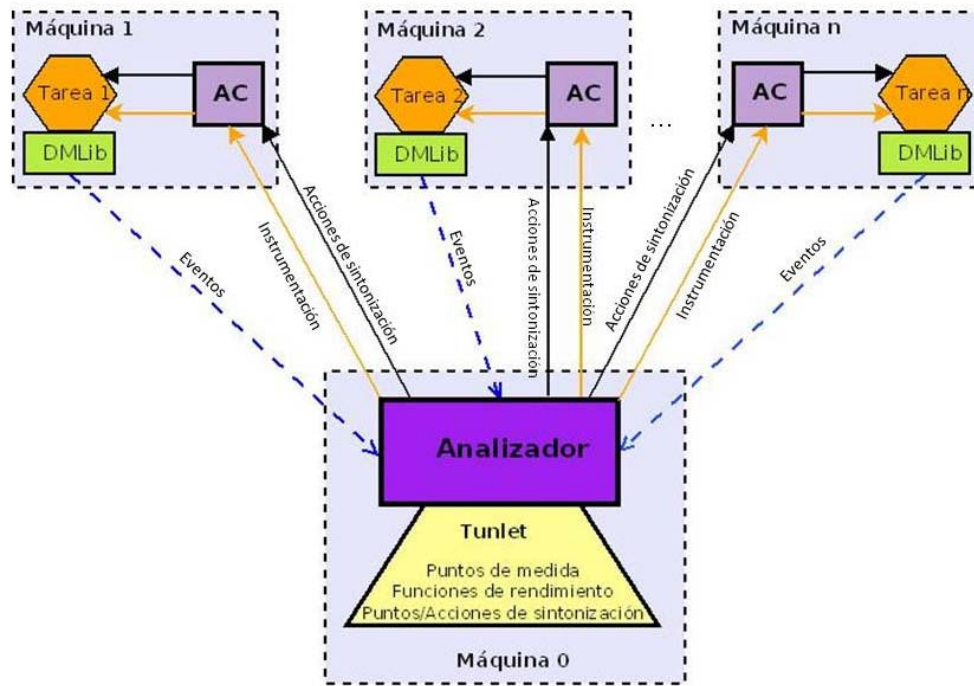 Máquina 1
Tarea 1
AC
DMLib
Máquina 2
Tarea 2
AC
DMLib
...
Máquina n
AC
Tarea n
DMLib
Eventos
Instrumentación
Acciones de sintonización
Eventos
Acciones de sintonización
Instrumentación
Acciones de sintonización
Instrumentación
Eventos
Analizador
Tunlet
Puntos de medida
Funciones de rendimiento
Puntos/Acciones de sintonización
Máquina 0